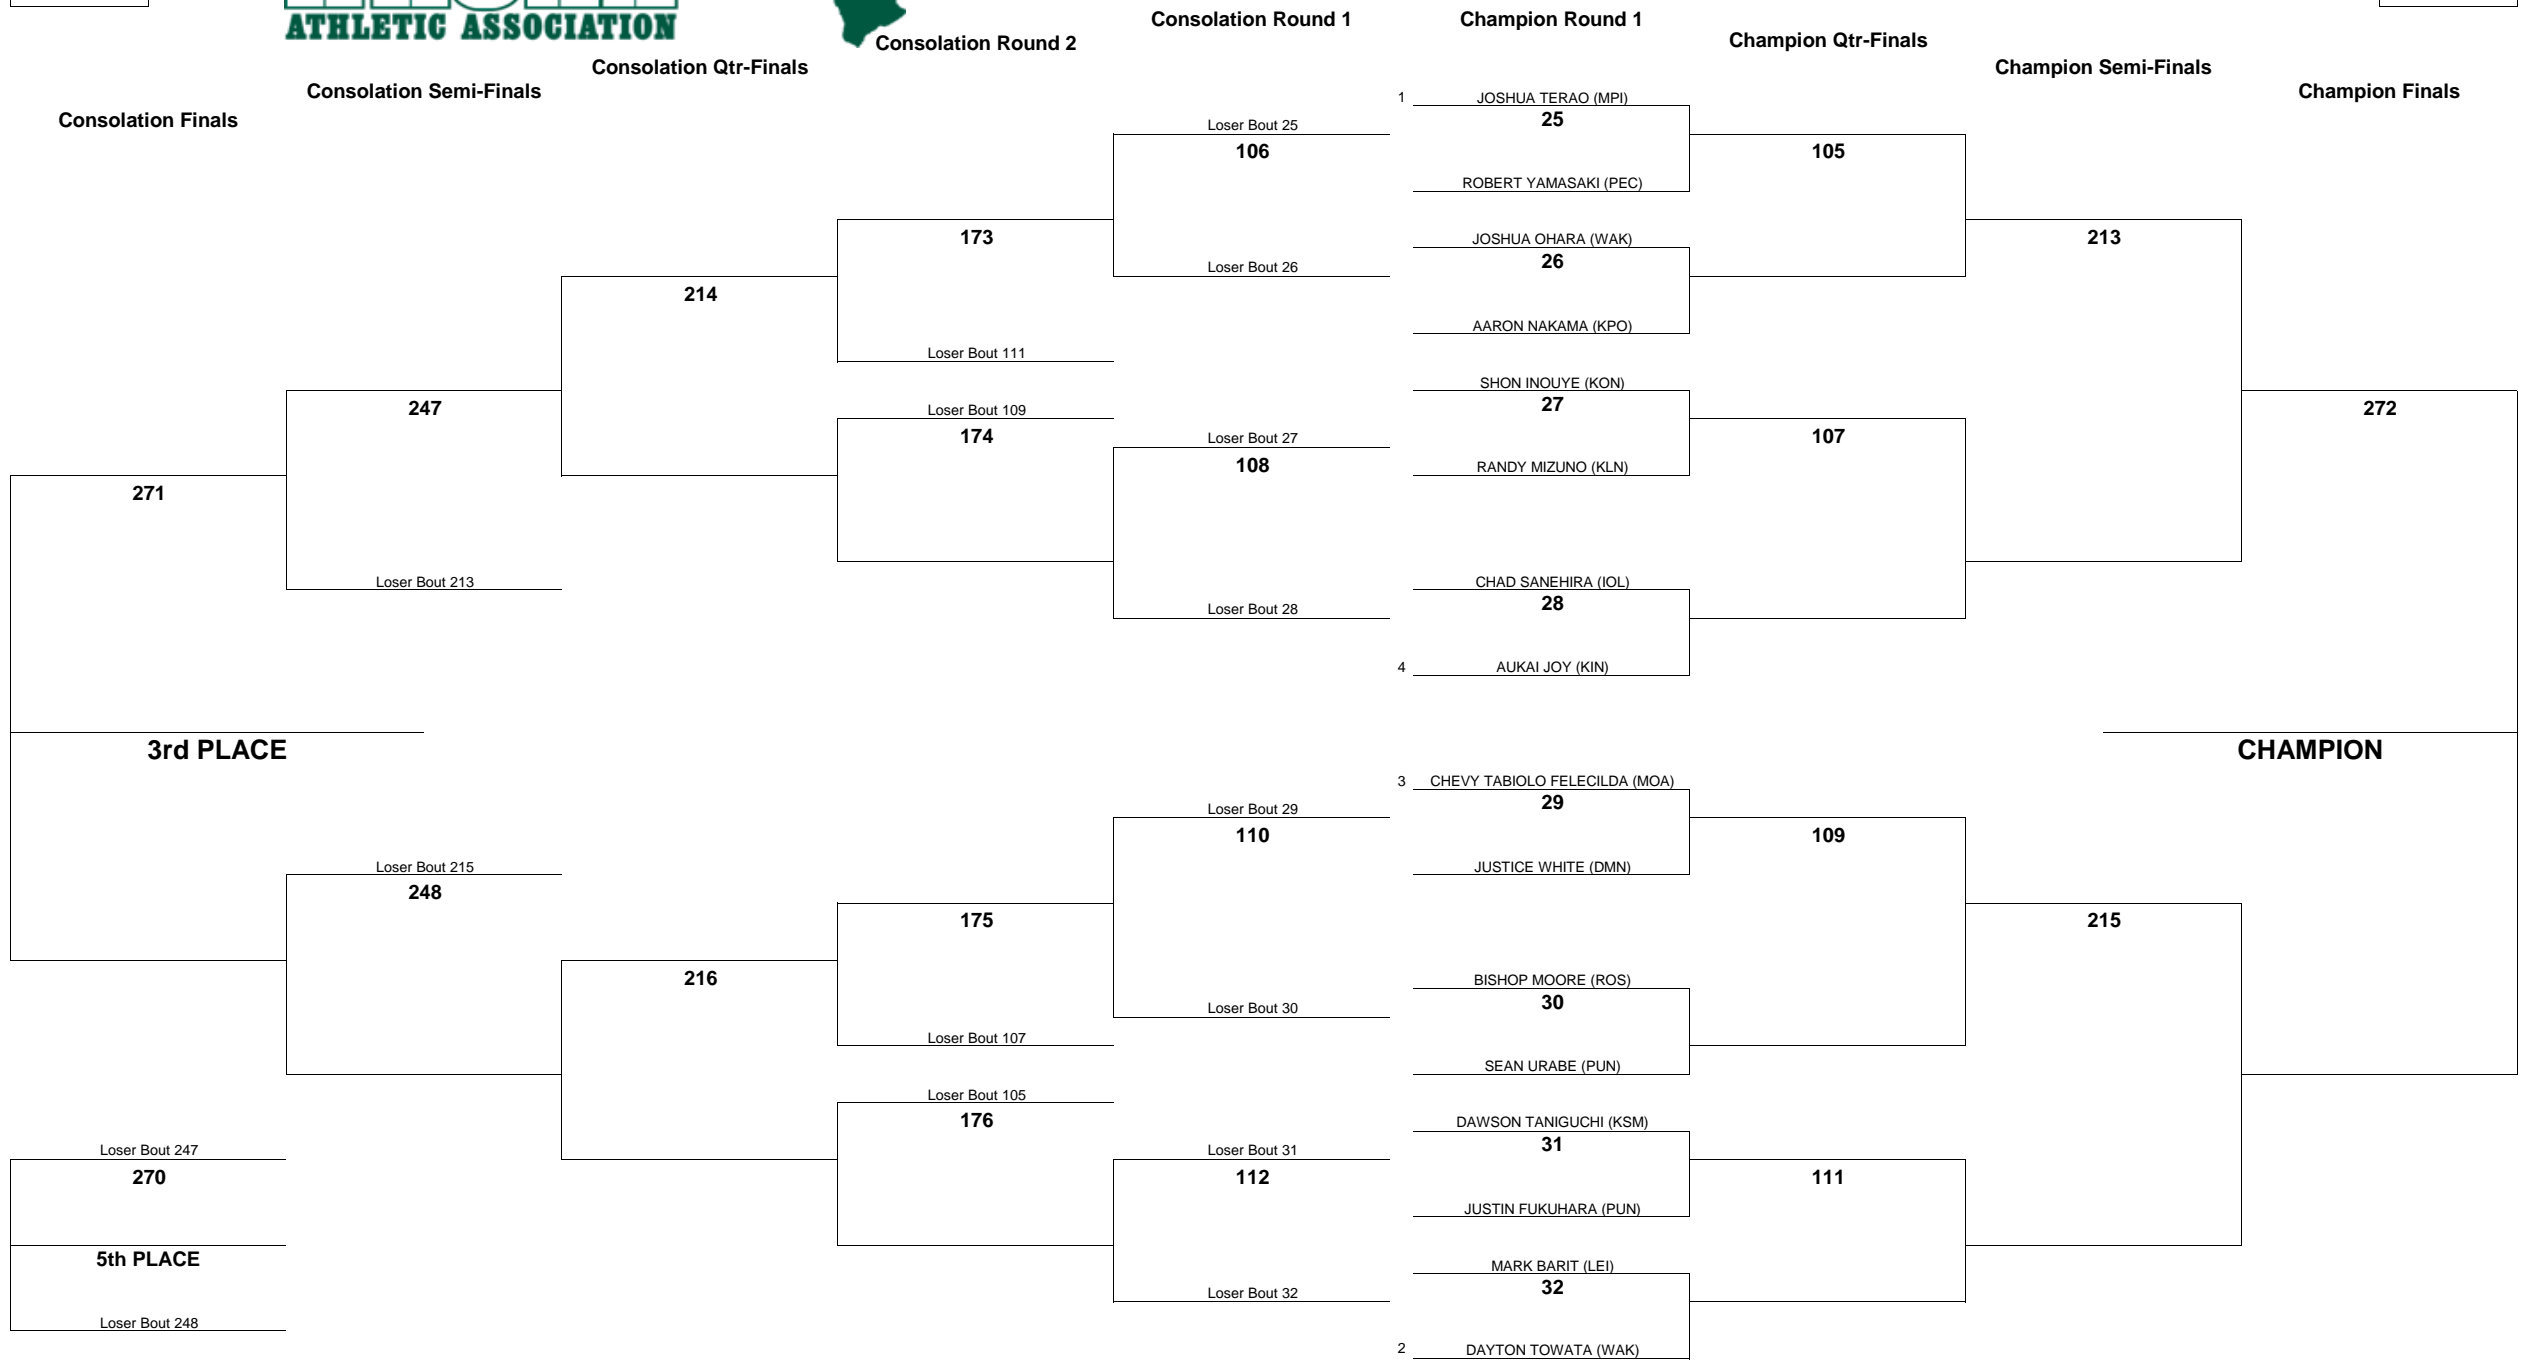 ATHLETIC ASSOCIATION
Consolation Round 1
Champion Round 1
Consolation Round 2
Champion Qtr-Finals
Consolation Qtr-Finals
Champion Semi-Finals
Consolation Semi-Finals
Champion Finals
Consolation Finals
1 JOSHUA TERAO (MPI)
25
ROBERT YAMASAKI (PEC)
JOSHUA OHARA (WAK)
26
AARON NAKAMA (KPO)
SHON INOUYE (KON)
27
RANDY MIZUNO (KLN)
CHAD SANEHIRA (IOL)
28
4 AUKAI JOY (KIN)
3 CHEVY TABIOLO FELECILDA (MOA)
29
JUSTICE WHITE (DMN)
BISHOP MOORE (ROS)
30
SEAN URABE (PUN)
DAWSON TANIGUCHI (KSM)
31
JUSTIN FUKUHARA (PUN)
MARK BARIT (LEI)
32
2 DAYTON TOWATA (WAK)
105
107
109
111
213
215
272
CHAMPION
Loser Bout 25
106
Loser Bout 26
Loser Bout 27
108
Loser Bout 28
Loser Bout 29
110
Loser Bout 30
Loser Bout 31
112
Loser Bout 32
173
Loser Bout 111
Loser Bout 109
174
175
Loser Bout 107
Loser Bout 105
176
214
216
247
Loser Bout 213
Loser Bout 215
248
271
3rd PLACE
Loser Bout 247
270
5th PLACE
Loser Bout 248